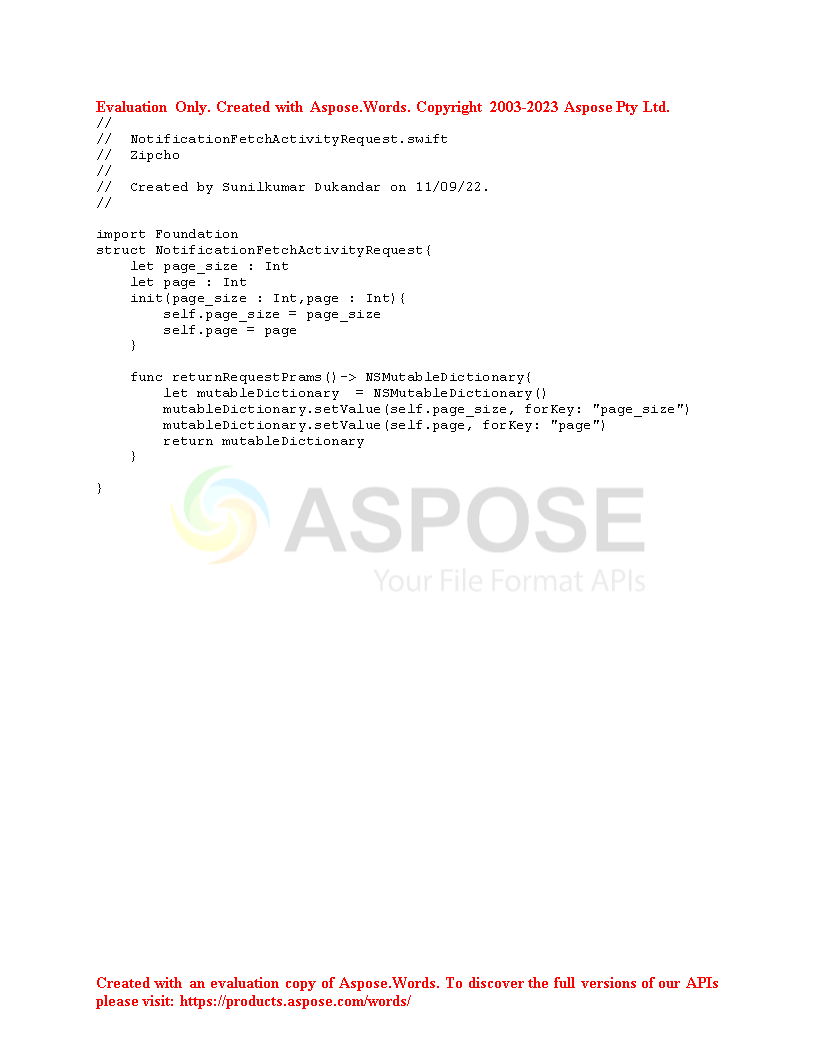 Evaluation Only. Created with Aspose.Words. Copyright 2003-2023 Aspose Pty Ltd.
//
//  NotificationFetchActivityRequest.swift
//  Zipcho
//
//  Created by Sunilkumar Dukandar on 11/09/22.
//

import Foundation
struct NotificationFetchActivityRequest{
    let page_size : Int
    let page : Int
    init(page_size : Int,page : Int){
        self.page_size = page_size
        self.page = page
    }

    func returnRequestPrams()-> NSMutableDictionary{
        let mutableDictionary  = NSMutableDictionary()
        mutableDictionary.setValue(self.page_size, forKey: "page_size")
        mutableDictionary.setValue(self.page, forKey: "page")
        return mutableDictionary
    }

}
ASPOSE
Your File Format APIs
Created with an evaluation copy of Aspose.Words. To discover the full versions of our APIs
please visit: https://products.aspose.com/words/